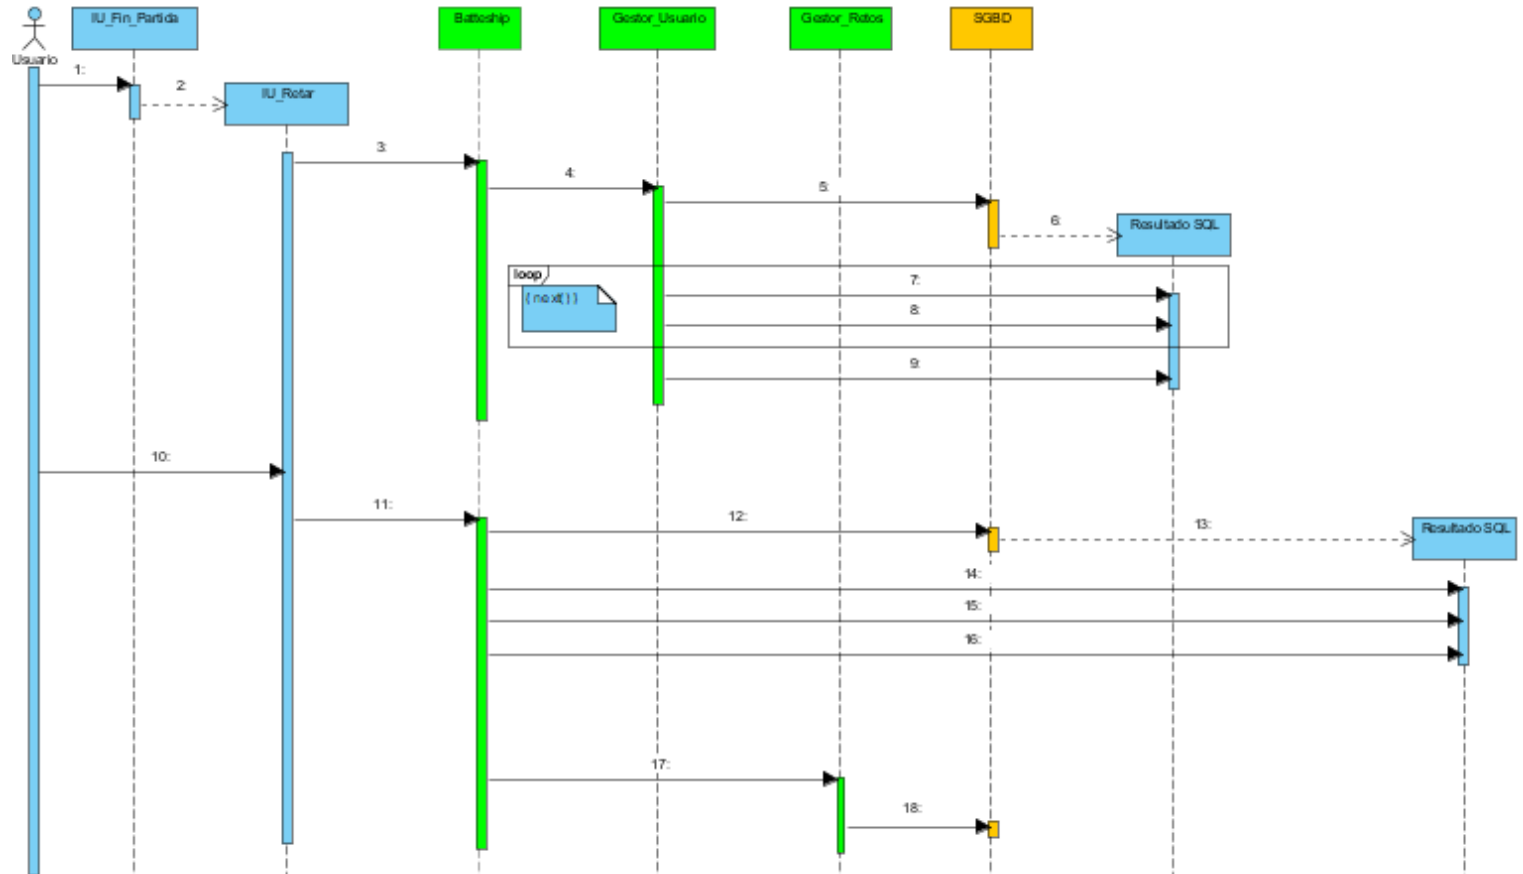 IU_Fin_Partida
Batteship
Gestor_Usuario
Gestor_Retos
SGBD
Usuario
1:
2:
IU_Retar
3:
4:
5:
6:
Resultado SQL
loop
{ next() }
7:
8:
9:
10:
11:
12:
13:
Resultado SQL
14:
15:
16:
17:
18: